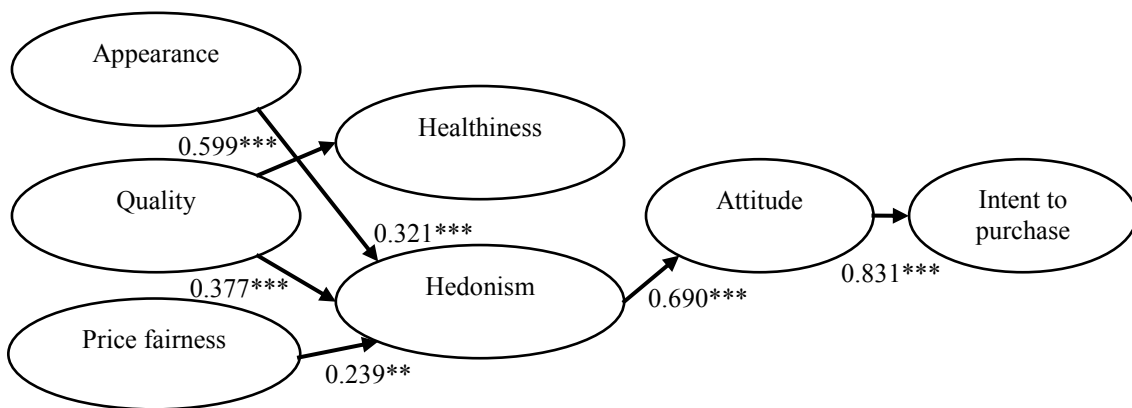 Appearance
Healthiness
0.599***
Quality
Attitude
Intent to
purchase
0.321***
0.377***
Hedonism
0.690***
0.831***
Price fairness
0.239**